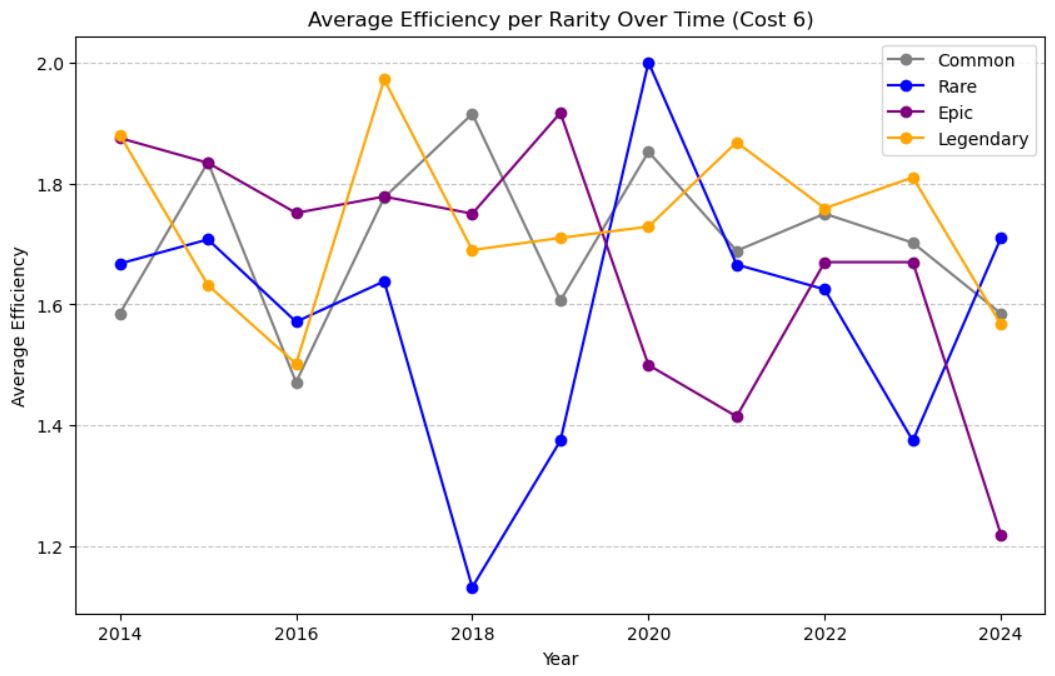 Average Efficiency per Rarity Over Time (Cost 6)
Common
Rare
Epic
Legendary
Average Efficiency
2.0
1.8
1.6
1.4
1.2
2014 2016 2018 2020 2022 2024
Year